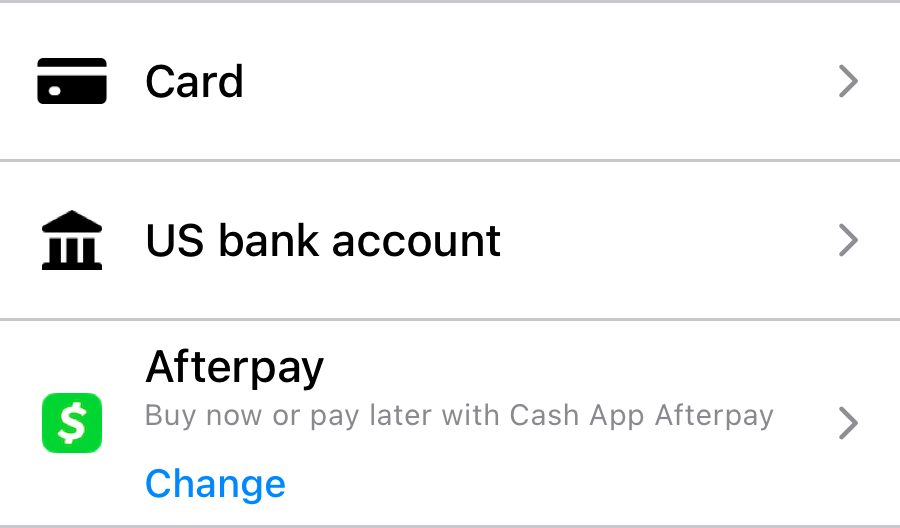 Card
US bank account
Afterpay
Buy now or pay later with Cash App Afterpay
Change